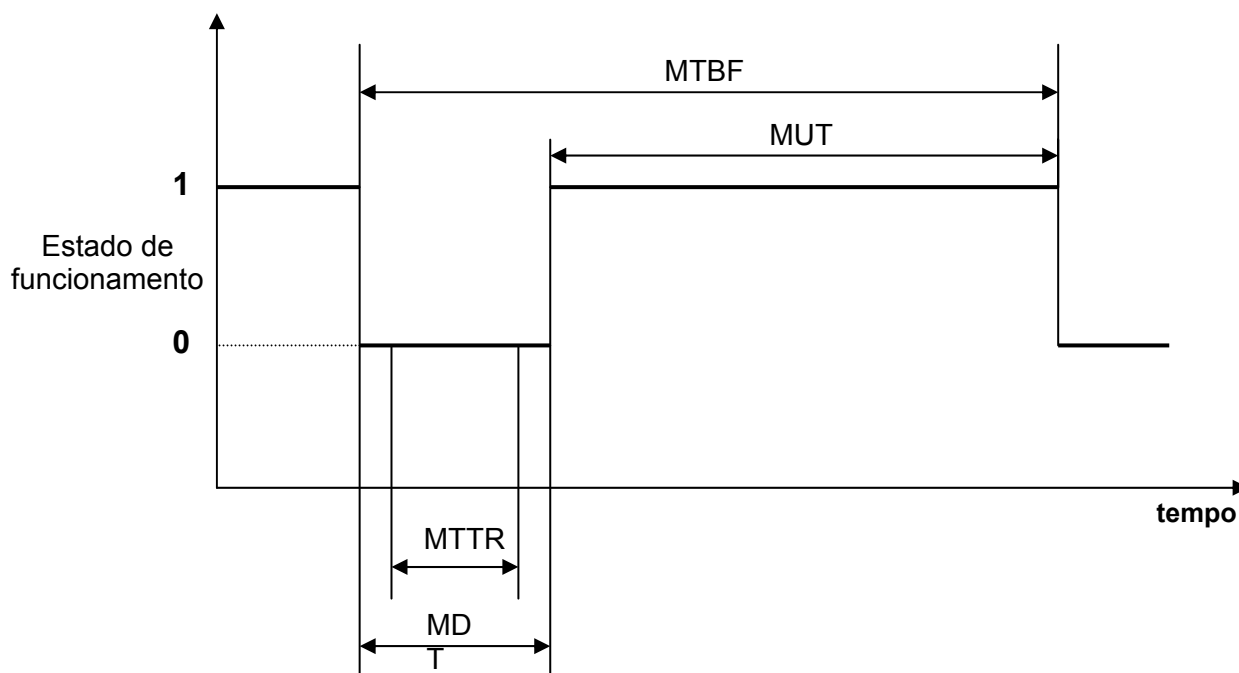 MTBF
MUT
1
Estado de
funcionamento
0
tempo
MTTR
MD
T